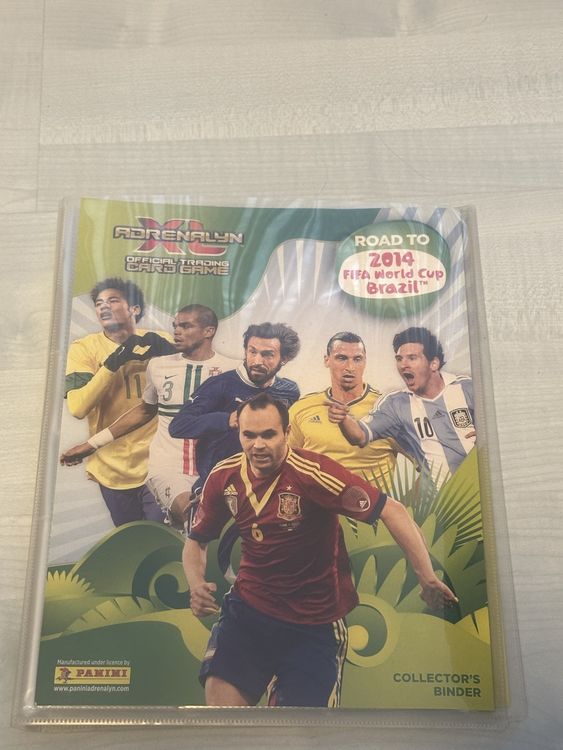 ADRENALYN
XL
OFFICIAL TRADING
CARD GAME
ROAD TO
2014
FIFA World Cup
Brazil™
11
3
10
6
Manufactured under licence by
PANINI
www.paniniadrenalyn.com
COLLECTOR'S
BINDER